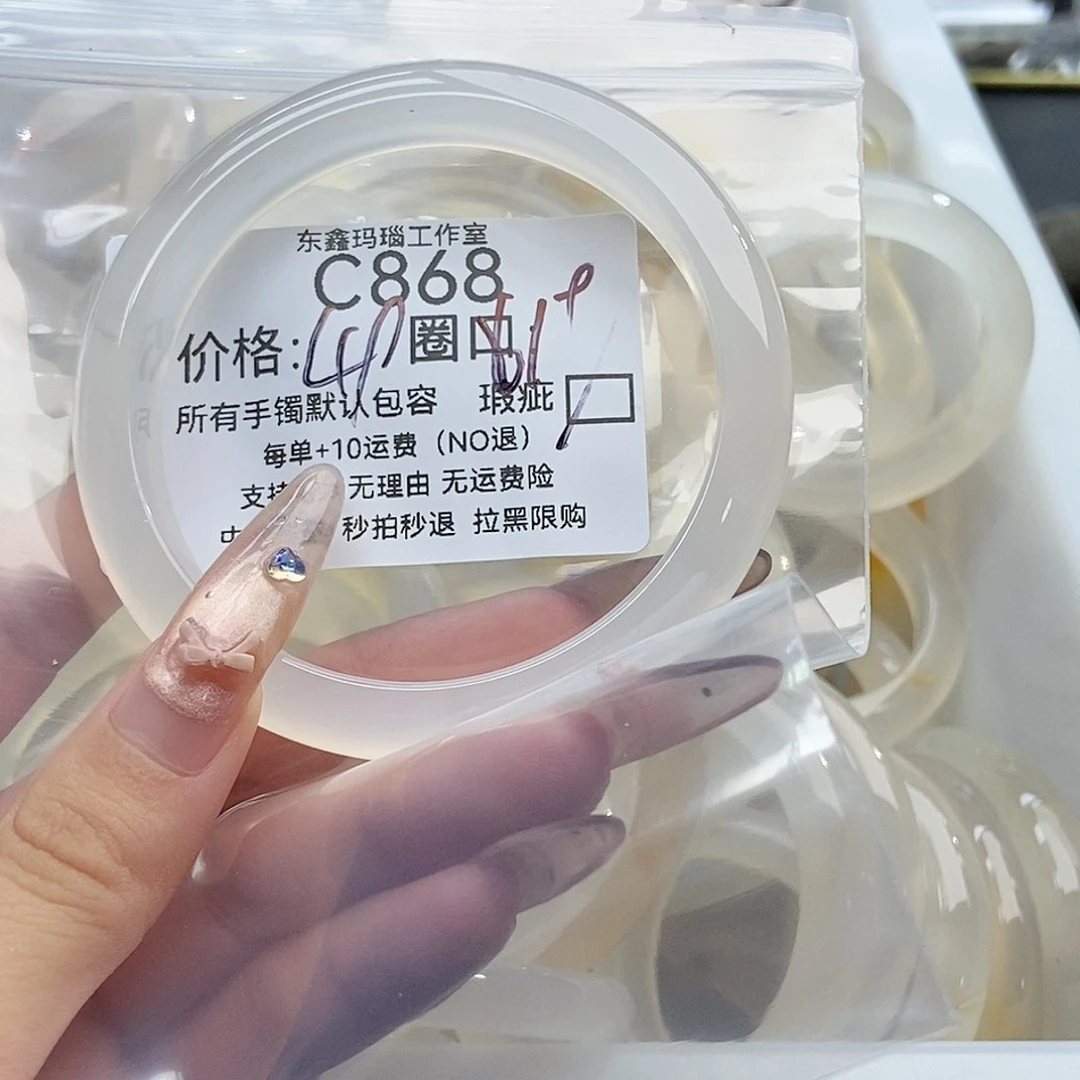 东鑫玛瑙工作室
C868
价格: 圈口 61+
所有手镯默认包容 瑕疵
每单+10运费（NO退）
支持 无理由 无运费险
秒拍秒退 拉黑限购